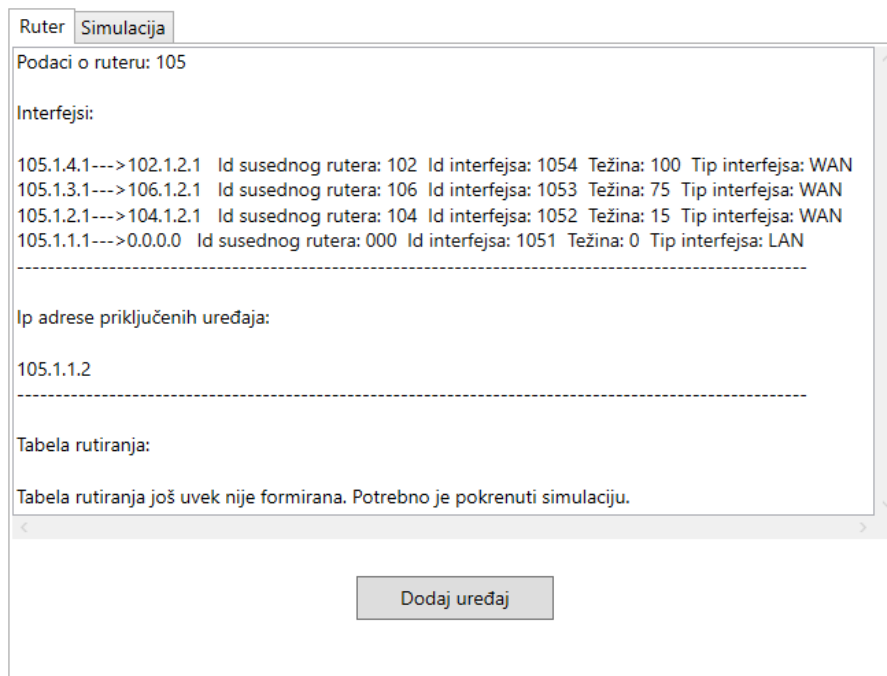 Ruter Simulacija
Podaci o ruteru: 105
Interfejsi:
105.1.4.1--->102.1.2.1 Id susednog rutera: 102 Id interfejsa: 1054 Težina: 100 Tip interfejsa: WAN
105.1.3.1--->106.1.2.1 Id susednog rutera: 106 Id interfejsa: 1053 Težina: 75 Tip interfejsa: WAN
105.1.2.1--->104.1.2.1 Id susednog rutera: 104 Id interfejsa: 1052 Težina: 15 Tip interfejsa: WAN
105.1.1.1--->0.0.0.0 Id susednog rutera: 000 Id interfejsa: 1051 Težina: 0 Tip interfejsa: LAN
-------------------------------------------------------------------------------------------------------
Ip adrese priključenih uređaja:
105.1.1.2
-------------------------------------------------------------------------------------------------------
Tabela rutiranja:
Tabela rutiranja još uvek nije formirana. Potrebno je pokrenuti simulaciju.
Dodaj uređaj